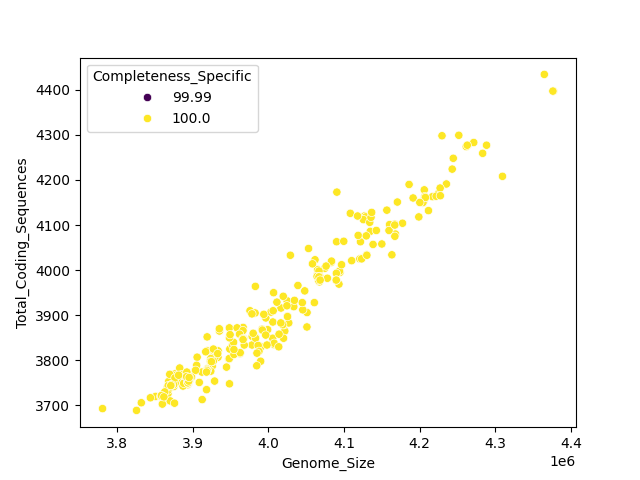 Completeness_Specific
99.99
100.0
4400
4300
4200
4100
4000
3900
3800
3700
Total_Coding_Sequences
3.8 3.9 4.0 4.1 4.2 4.3 4.4
1e6
Genome_Size